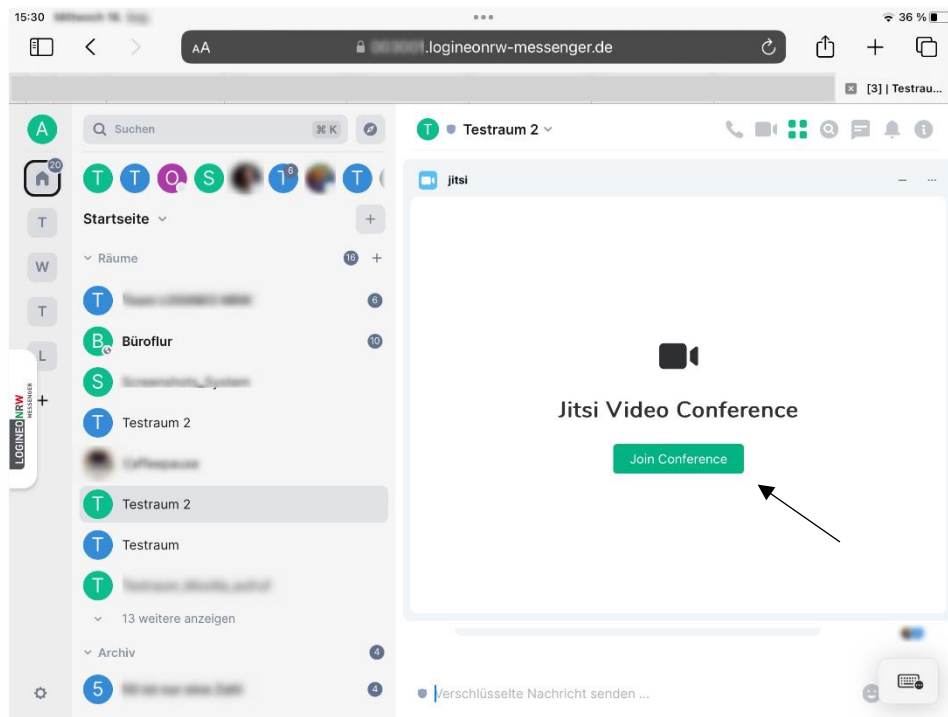 15:30
36 %
AA
.logineonrw-messenger.de
[3] | Testrau...
A
Suchen
⌘ K
T
Testraum 2
20
T
T
O
S
T
6
T
jitsi
Startseite
T
W
T
L
Räume
16
T
6
B
Büroflur
10
S
T
Testraum 2
T
Testraum 2
T
Testraum
T
13 weitere anzeigen
Archiv
4
5
4
LOGINEO NRW
MESSENGER
Jitsi Video Conference
Join Conference
Verschlüsselte Nachricht senden ...